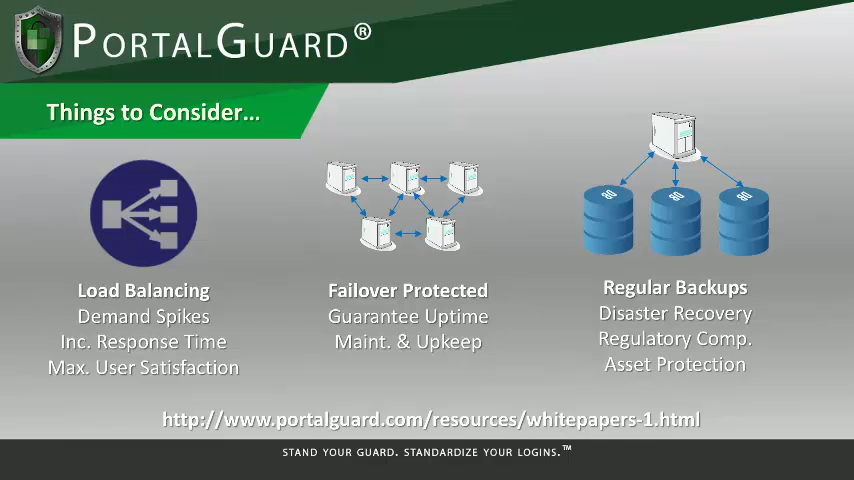 PORTALGUARD®
Things to Consider...
Load Balancing
Demand Spikes
Inc. Response Time
Max. User Satisfaction
Failover Protected
Guarantee Uptime
Maint. & Upkeep
Regular Backups
Disaster Recovery
Regulatory Comp.
Asset Protection
http://www.portalguard.com/resources/whitepapers-1.html
STAND YOUR GUARD. STANDARDIZE YOUR LOGINS.™